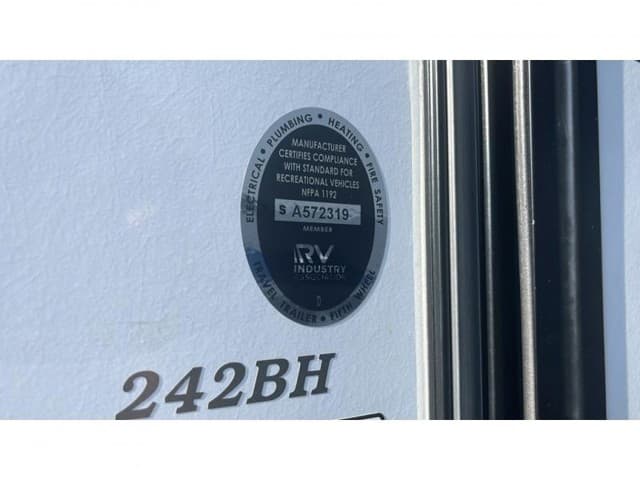 ELECTRICAL • PLUMBING • HEATING • FIRE SAFETY
MANUFACTURER
CERTIFIES COMPLIANCE
WITH STANDARD FOR
RECREATIONAL VEHICLES
NFPA 1192
S A572319
MEMBER
RV
INDUSTRY
ASSOCIATION
D
TRAVEL TRAILER • FIFTH WHEEL
242BH